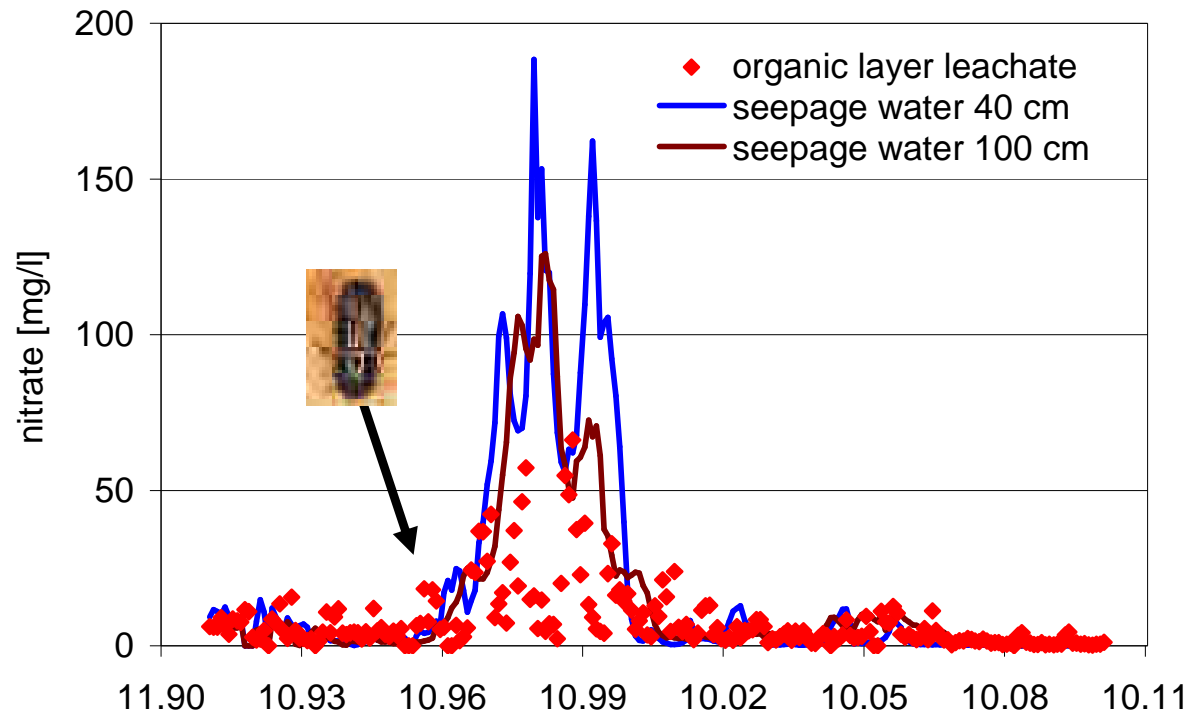 200
150
100
50
0
nitrate [mg/l]
organic layer leachate
seepage water 40 cm
seepage water 100 cm
11.90 10.93 10.96 10.99 10.02 10.05 10.08 10.11